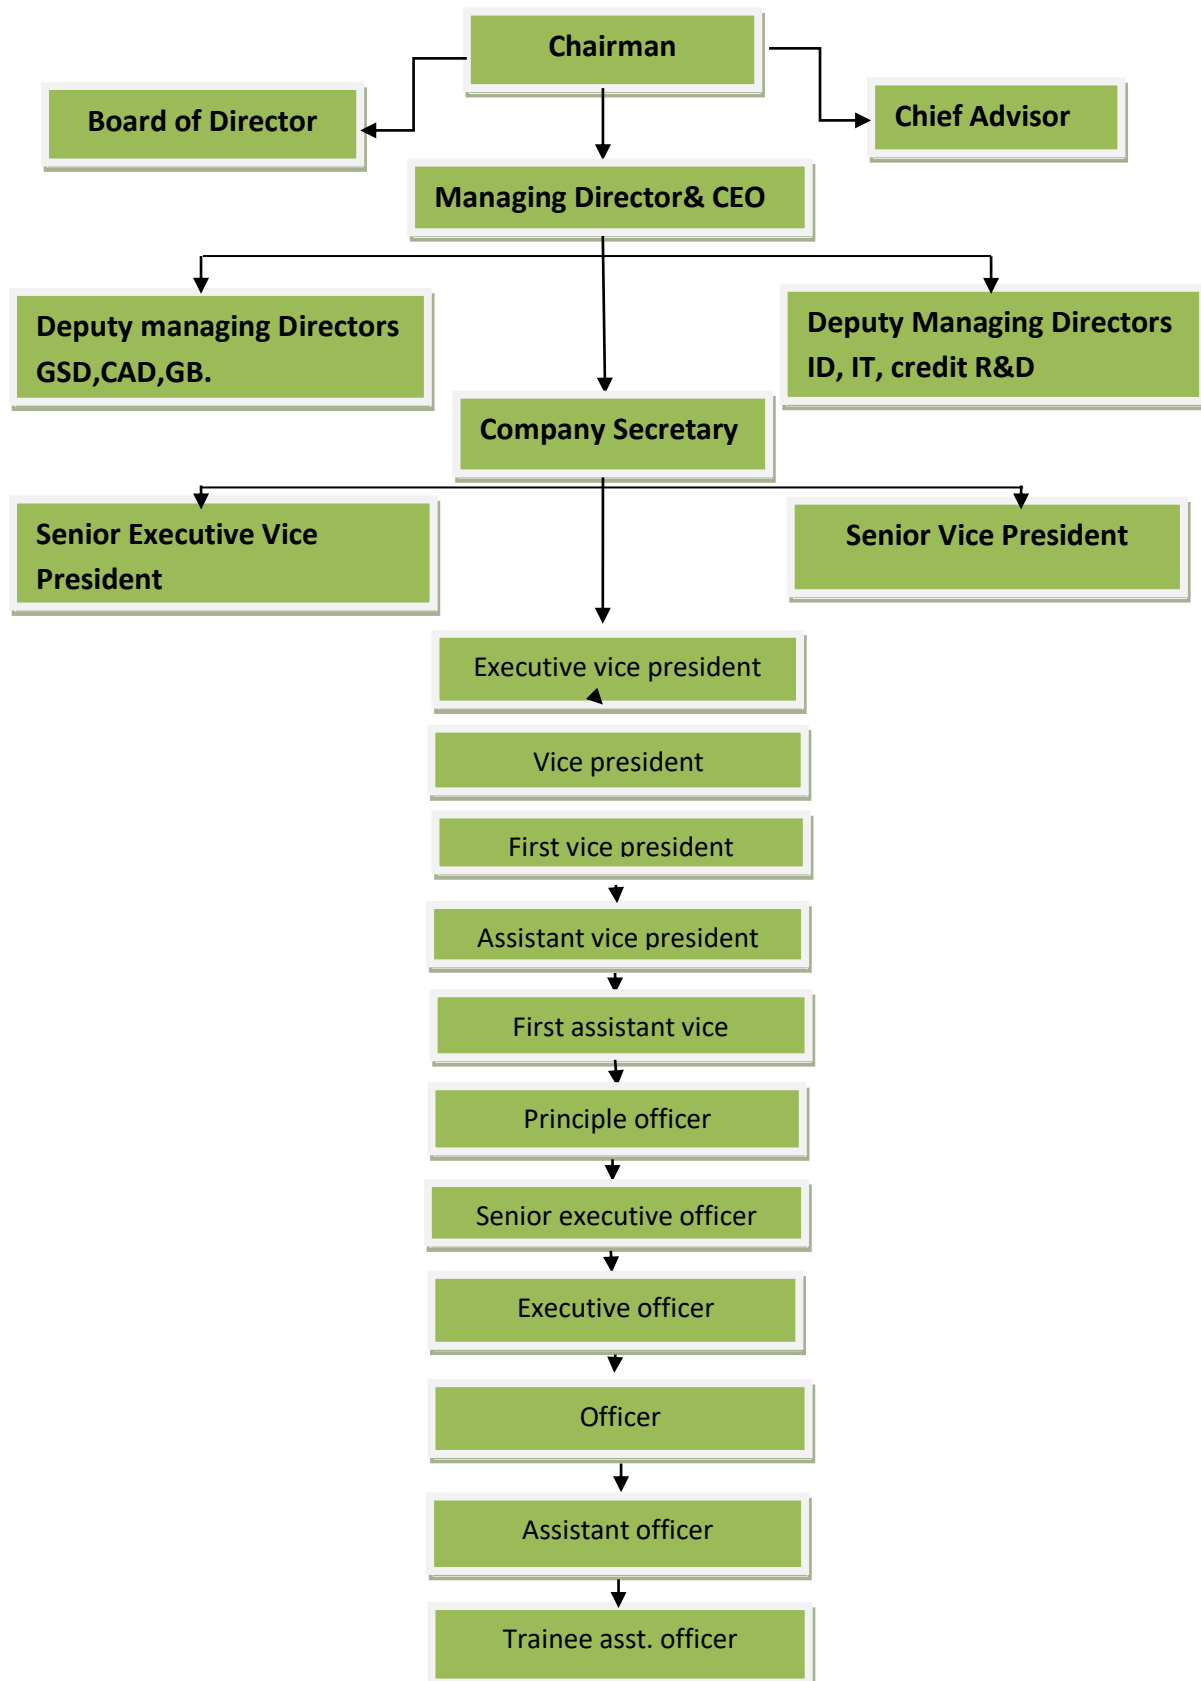 Chairman
Board of Director
Chief Advisor
Managing Director& CEO
Deputy managing Directors
GSD,CAD,GB.
Deputy Managing Directors
ID, IT, credit R&D
Company Secretary
Senior Executive Vice
President
Senior Vice President
Executive vice president
Vice president
First vice president
Assistant vice president
First assistant vice
Principle officer
Senior executive officer
Executive officer
Officer
Assistant officer
Trainee asst. officer